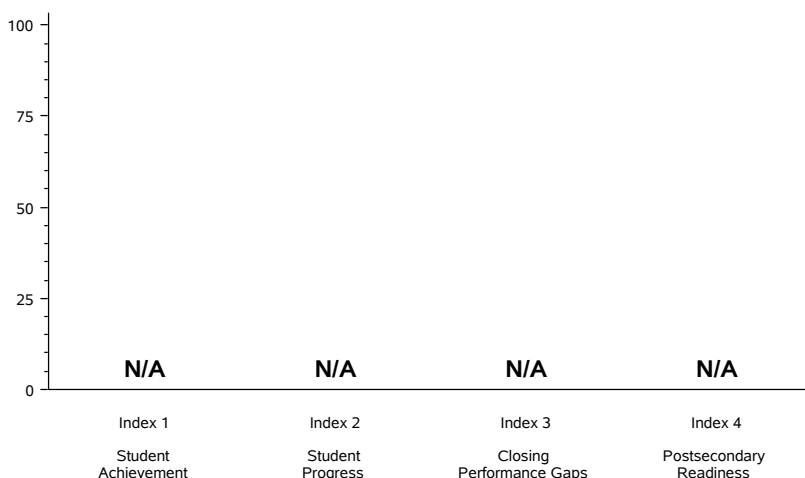 100
75
50
25
0
N/A N/A N/A N/A
Index 1 Index 2 Index 3 Index 4
Student Student Closing Postsecondary
Achievement Progress Performance Gaps Readiness